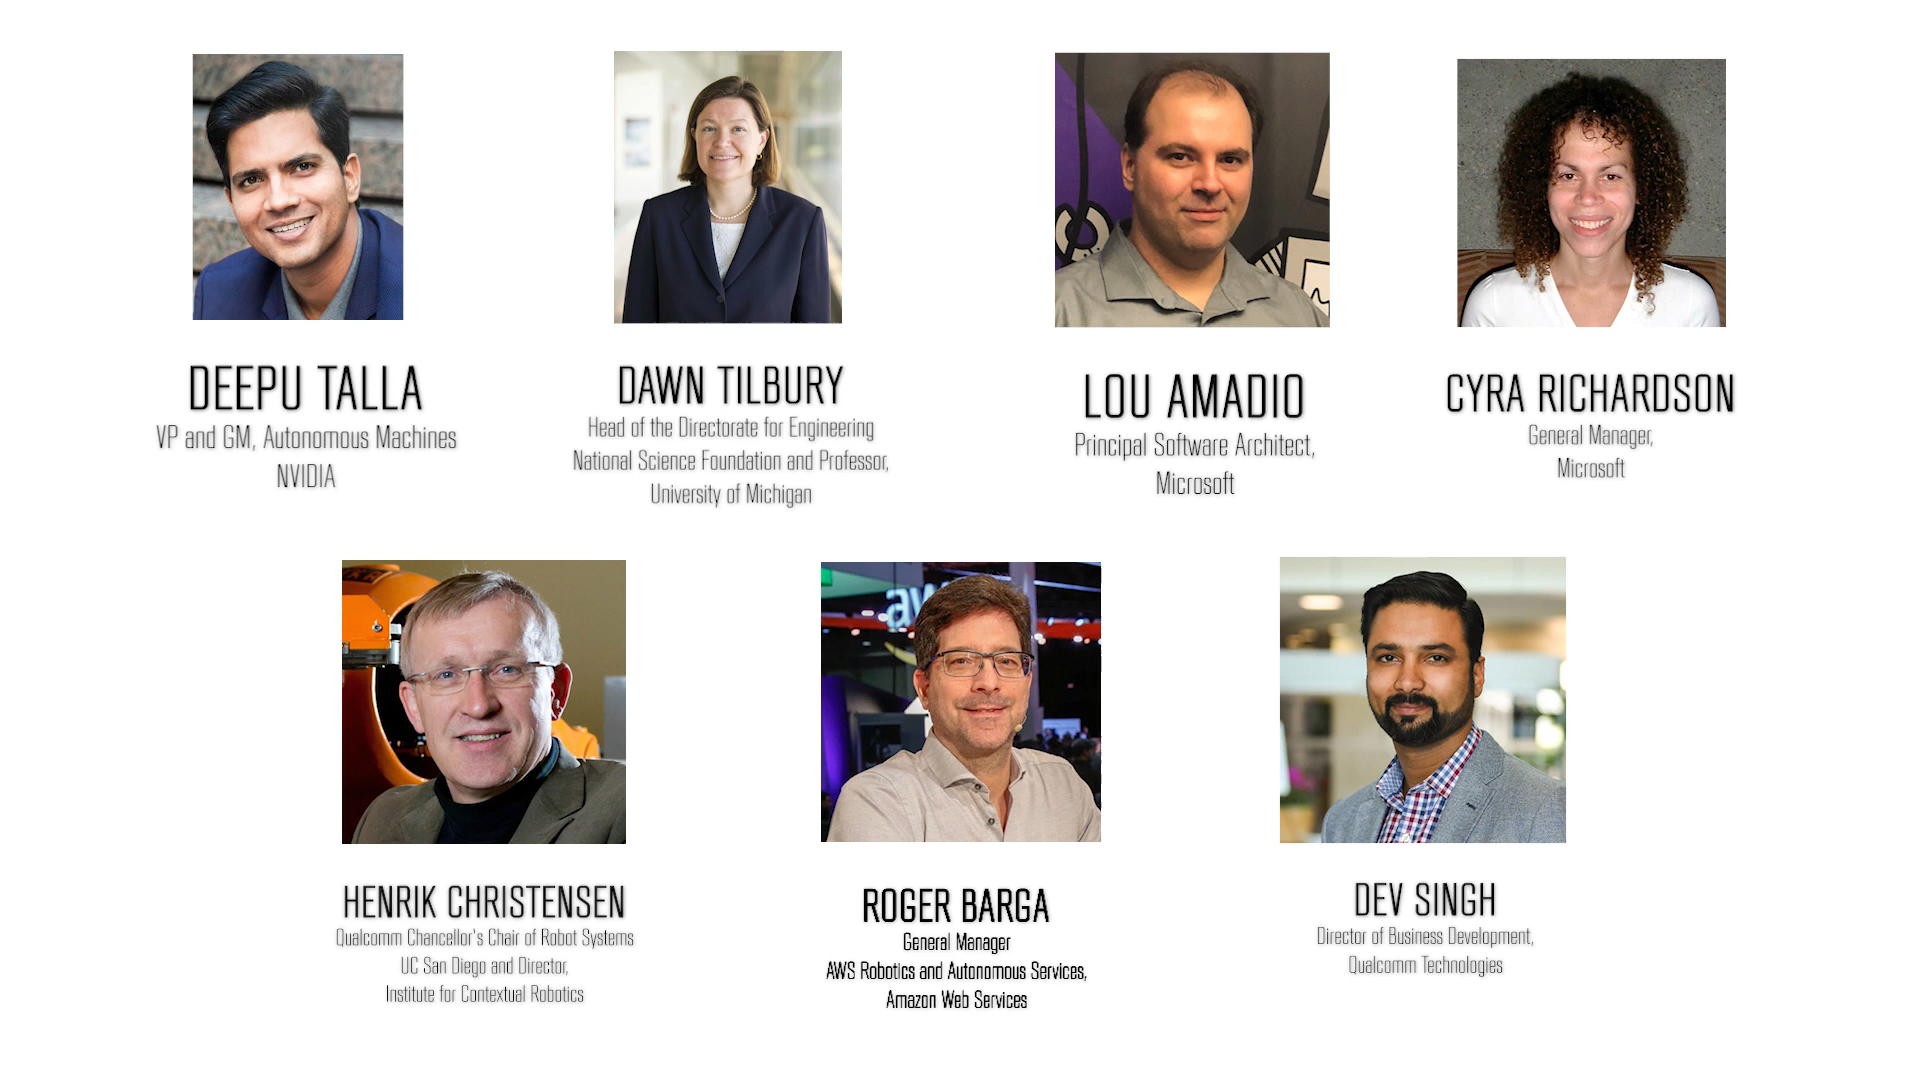 DEEPU TALLA
VP and GM, Autonomous Machines
NVIDIA
DAWN TILBURY
Head of the Directorate for Engineering
National Science Foundation and Professor,
University of Michigan
LOU AMADIO
Principal Software Architect,
Microsoft
CYRA RICHARDSON
General Manager,
Microsoft
aw
HENRIK CHRISTENSEN
Qualcomm Chancellor's Chair of Robot Systems
UC San Diego and Director,
Institute for Contextual Robotics
ROGER BARGA
General Manager
AWS Robotics and Autonomous Services,
Amazon Web Services
DEV SINGH
Director of Business Development,
Qualcomm Technologies